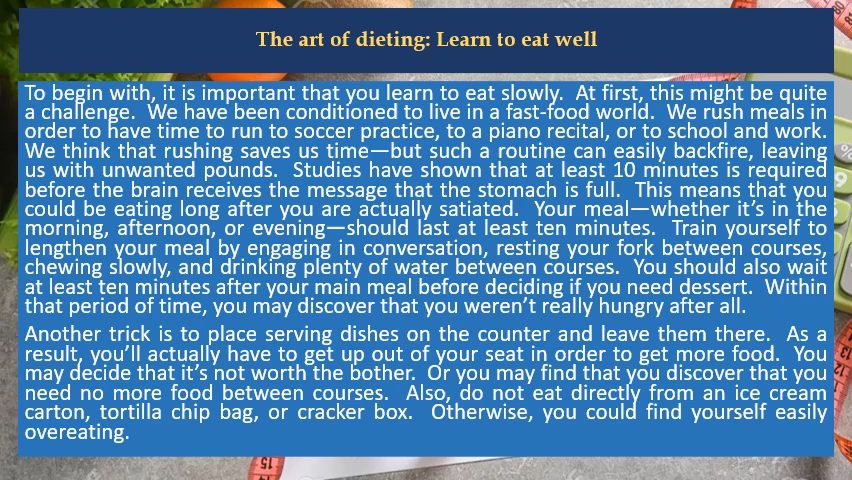 The art of dieting: Learn to eat well
To begin with, it is important that you learn to eat slowly.  At first, this might be quite
a challenge.  We have been conditioned to live in a fast-food world.  We rush meals in
order to have time to run to soccer practice, to a piano recital, or to school and work.
We think that rushing saves us time—but such a routine can easily backfire, leaving
us with unwanted pounds.  Studies have shown that at least 10 minutes is required
before the brain receives the message that the stomach is full.  This means that you
could be eating long after you are actually satiated.  Your meal—whether it’s in the
morning, afternoon, or evening—should last at least ten minutes.  Train yourself to
lengthen your meal by engaging in conversation, resting your fork between courses,
chewing slowly, and drinking plenty of water between courses.  You should also wait
at least ten minutes after your main meal before deciding if you need dessert.  Within
that period of time, you may discover that you weren’t really hungry after all.
Another trick is to place serving dishes on the counter and leave them there.  As a
result, you’ll actually have to get up out of your seat in order to get more food.  You
may decide that it’s not worth the bother.  Or you may find that you discover that you
need no more food between courses.  Also, do not eat directly from an ice cream
carton, tortilla chip bag, or cracker box.  Otherwise, you could find yourself easily
overeating.
15